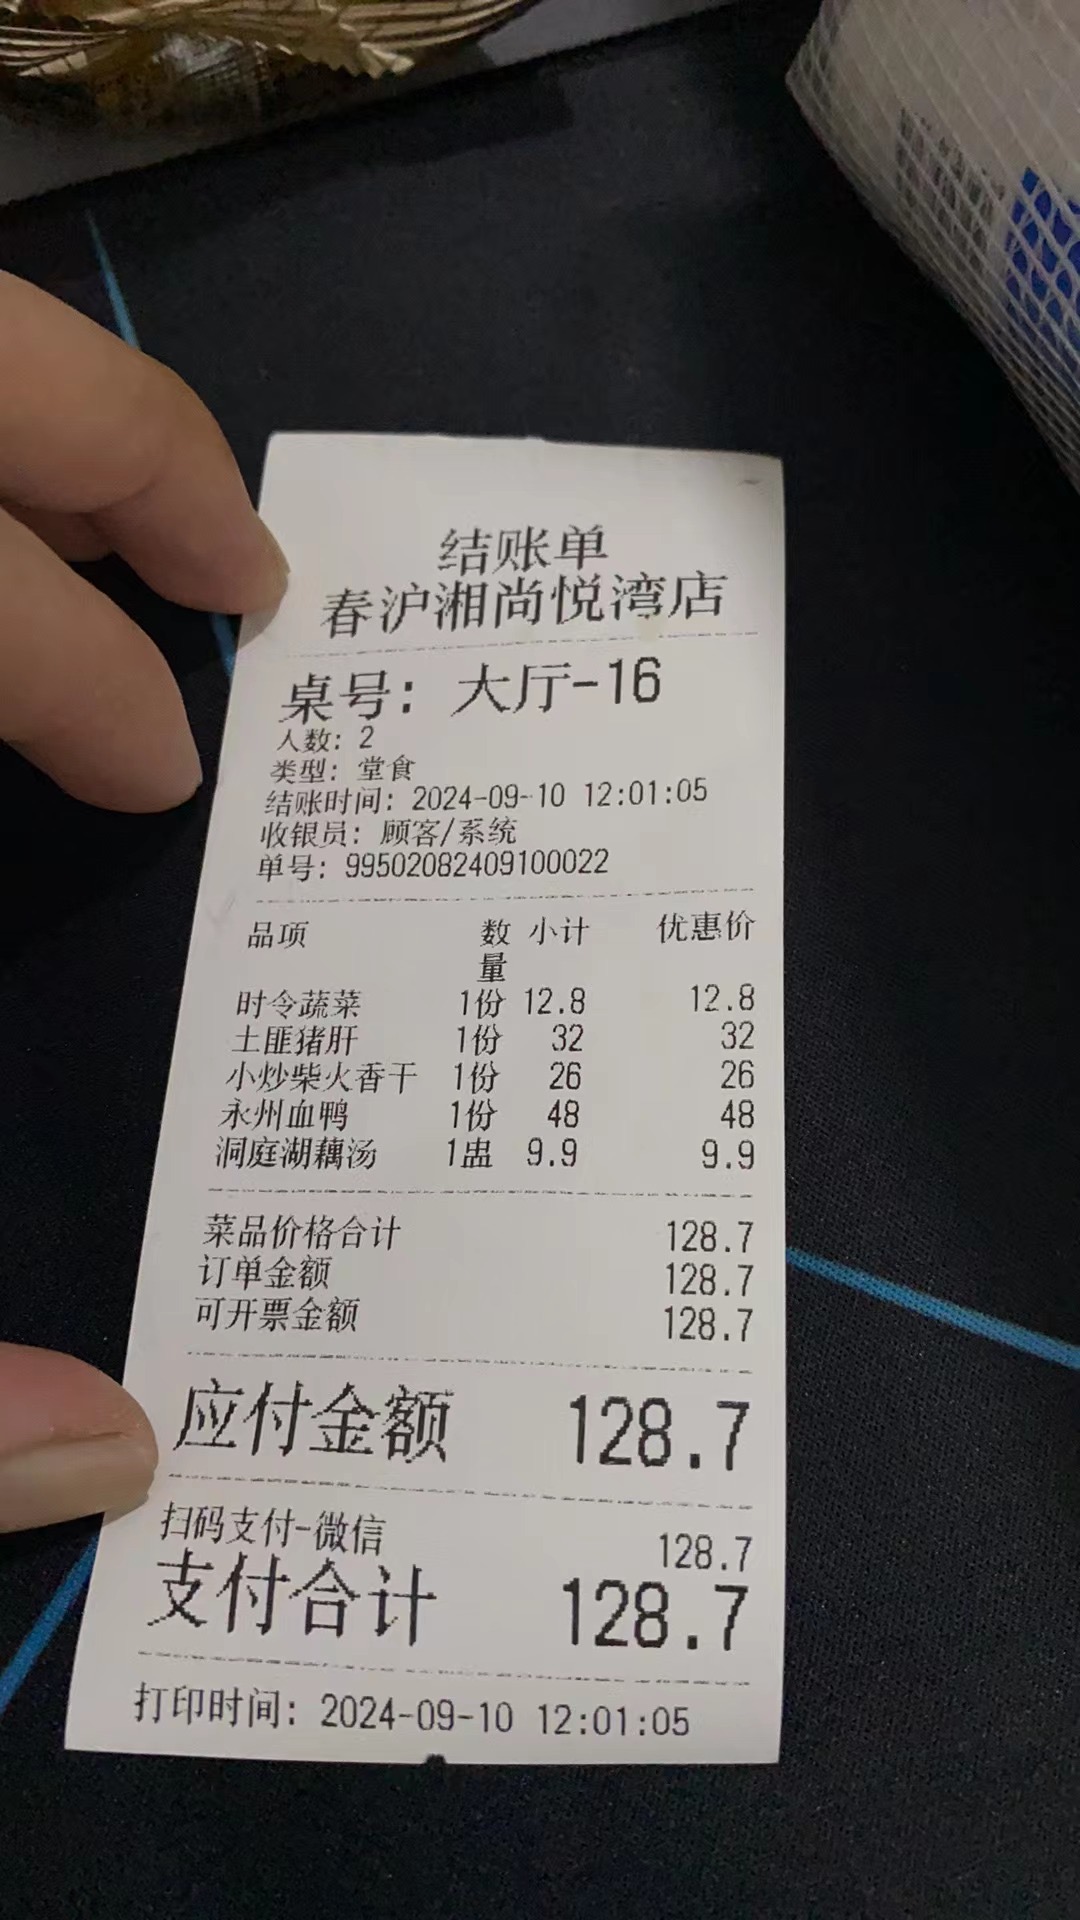 结账单
春沪湘尚悦湾店
桌号：大厅-16
人数：2
类型：堂食
结账时间：2024-09-10 12:01:05
收银员：顾客/系统
单号：99502082409100022
品项 数量 小计 优惠价
时令蔬菜 1份 12.8 12.8
土匪猪肝 1份 32 32
小炒柴火香干 1份 26 26
永州血鸭 1份 48 48
洞庭湖藕汤 1盅 9.9 9.9
菜品价格合计 128.7
订单金额 128.7
可开票金额 128.7
应付金额 128.7
扫码支付-微信 128.7
支付合计 128.7
打印时间：2024-09-10 12:01:05